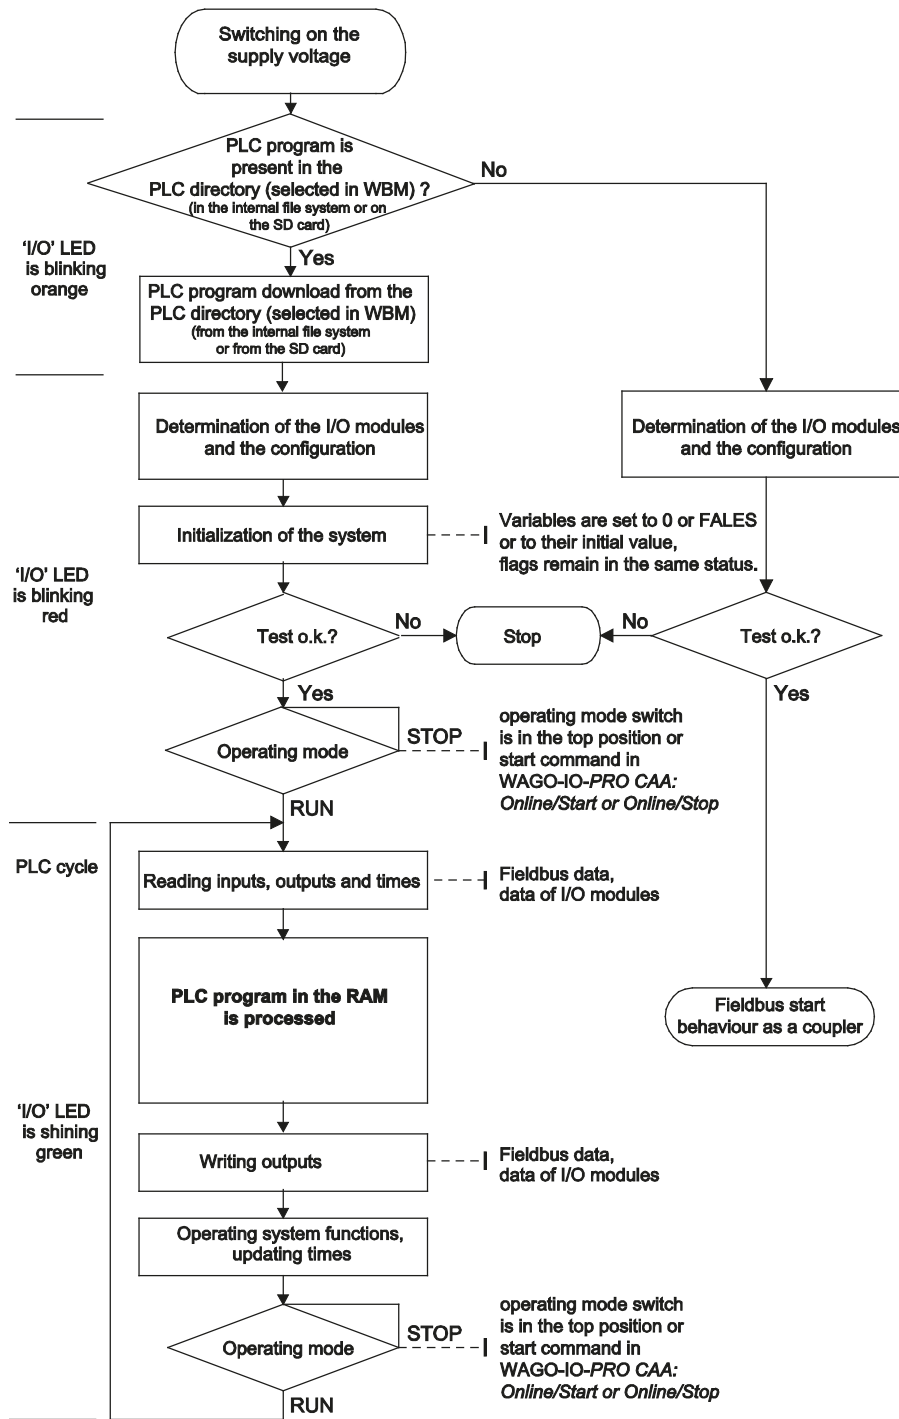 Switching on the
supply voltage
PLC program is
present in the
PLC directory (selected in WBM) ?
(in the internal file system or on
the SD card)
No
Yes
'I/O' LED
is blinking
orange
PLC program download from the
PLC directory (selected in WBM)
(from the internal file system
or from the SD card)
Determination of the I/O modules
and the configuration
Determination of the I/O modules
and the configuration
Initialization of the system
Variables are set to 0 or FALES
or to their initial value,
flags remain in the same status.
'I/O' LED
is blinking
red
Test o.k.?
No
Stop
No
Test o.k.?
Yes
Yes
Operating mode
STOP
operating mode switch
is in the top position or
start command in
WAGO-IO-PRO CAA:
Online/Start or Online/Stop
RUN
PLC cycle
Reading inputs, outputs and times
Fieldbus data,
data of I/O modules
PLC program in the RAM
is processed
Fieldbus start
behaviour as a coupler
'I/O' LED
is shining
green
Writing outputs
Fieldbus data,
data of I/O modules
Operating system functions,
updating times
Operating mode
STOP
operating mode switch
is in the top position or
start command in
WAGO-IO-PRO CAA:
Online/Start or Online/Stop
RUN